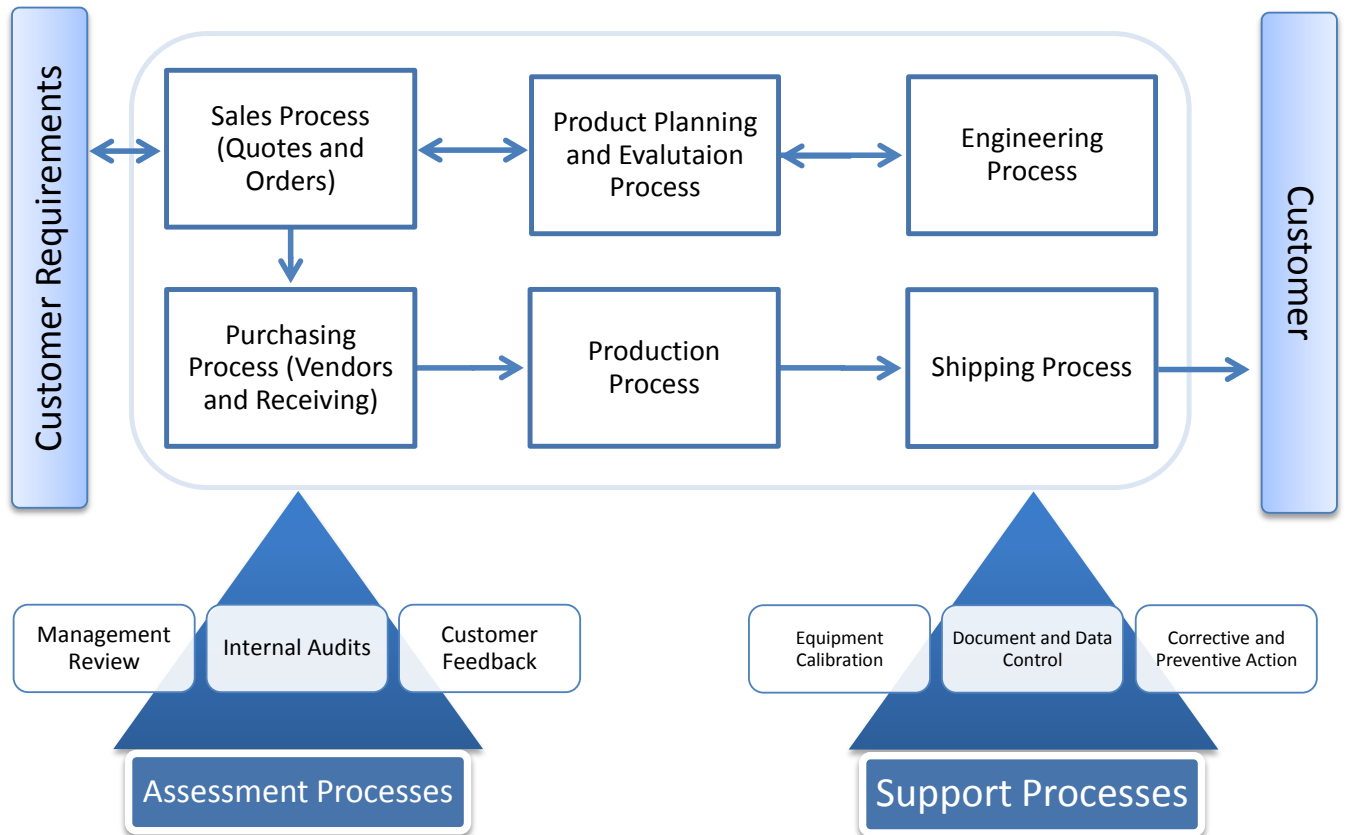 Customer Requirements
Sales Process
(Quotes and
Orders)
Product Planning
and Evalutaion
Process
Engineering
Process
Customer
Purchasing
Process (Vendors
and Receiving)
Production
Process
Shipping Process
Management
Review
Internal Audits
Customer
Feedback
Equipment
Calibration
Document and Data
Control
Corrective and
Preventive Action
Assessment Processes
Support Processes